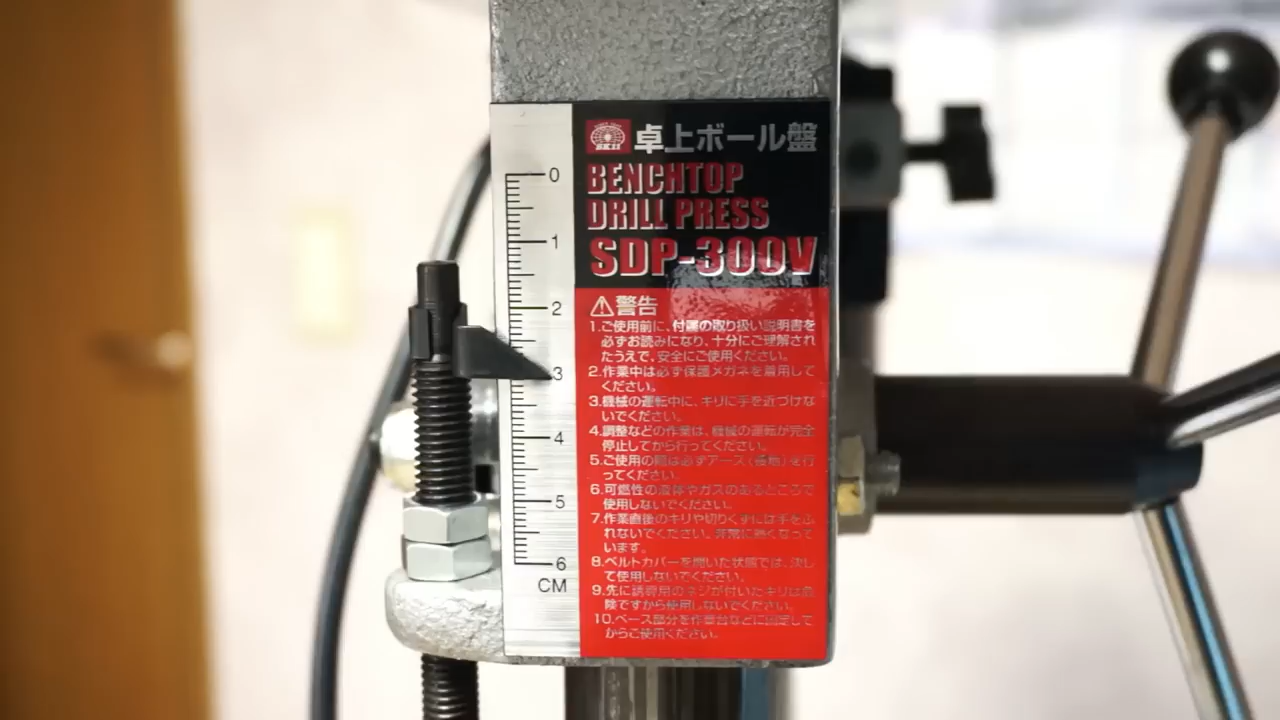 SK11
卓上ボール盤
BENCHTOP
DRILL PRESS
SDP-300V
0
1
2
3
4
5
6
CM
⚠警告
1.ご使用前に、付属の取り扱い説明書を
必ずお読みになり、十分にご理解され
たうえで、安全にご使用ください。
2.作業中は必ず保護メガネを着用して
ください。
3.機械の運転中に、キリに手を近づけな
いでください。
4.調整などの作業は、機械の運転が完全
停止してから行ってください。
5.ご使用の際は必ずアース(接地)を行
ってください。
6.可燃性の液体やガスのあるところで
使用しないでください。
7.作業直後のキリや切りくずには手をふ
れないでください。非常に熱くなって
います。
8.ベルトカバーを開いた状態では、決し
て使用しないでください。
9.先に誘導用のネジが付いたキリは危
険ですから使用しないでください。
10.ベース部分を作業台などに固定して
からご使用ください。